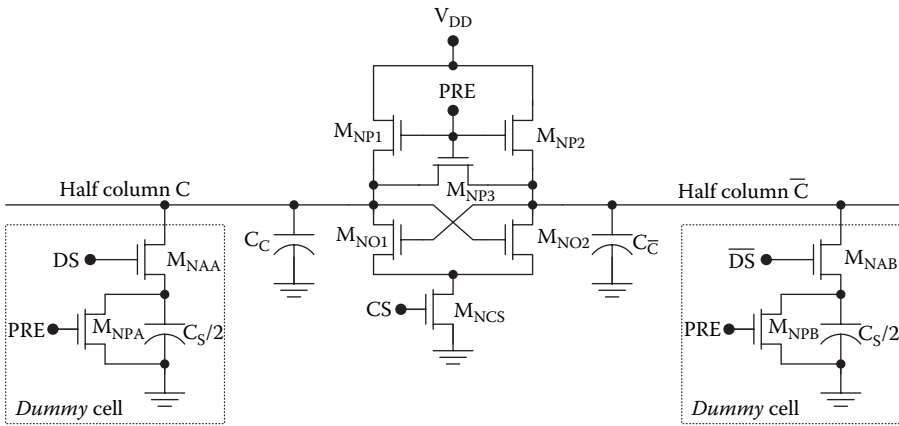 V_DD
PRE
M_NP1
M_NP2
Half column C
M_NP3
Half column C̅
M_NO1
M_NO2
C_C
C_C̅
DS
M_NAA
D̅S̅
M_NAB
CS
M_NCS
PRE
M_NPA
C_S/2
PRE
M_NPB
C_S/2
Dummy cell
Dummy cell